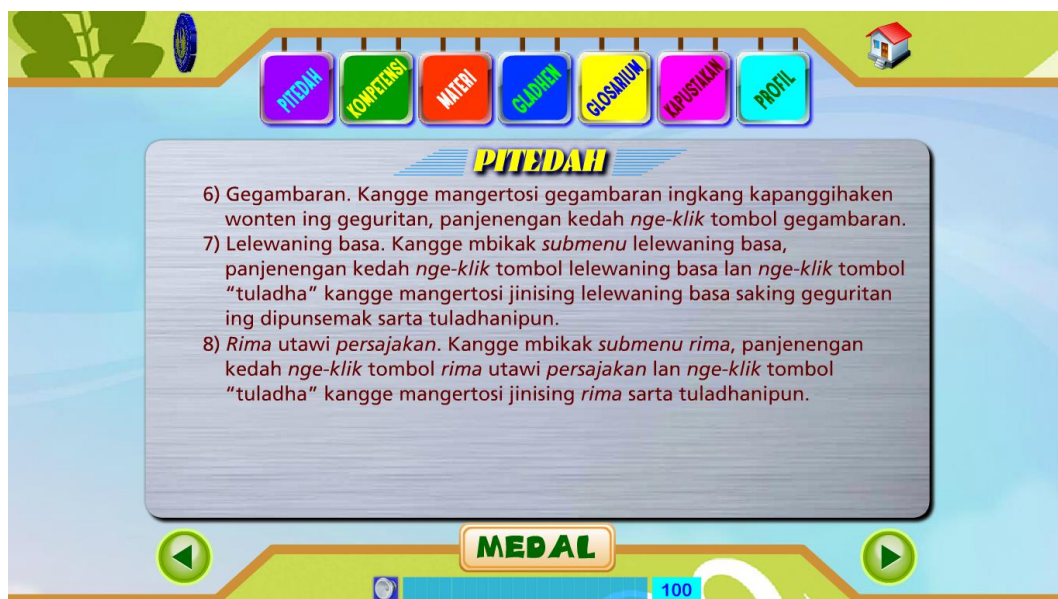 PITEDAH
KOMPETENSI
MATERI
GLADHEN
GLOSARIUM
KAPUSTAKAN
PROFIL
PITEDAH
6) Gegambaran. Kangge mangertosi gegambaran ingkang kapanggihaken
wonten ing geguritan, panjenengan kedah nge-klik tombol gegambaran.
7) Lelewaning basa. Kangge mbikak submenu lelewaning basa,
panjenengan kedah nge-klik tombol lelewaning basa lan nge-klik tombol
“tuladha” kangge mangertosi jinising lelewaning basa saking geguritan
ing dipunsemak sarta tuladhanipun.
8) Rima utawi persajakan. Kangge mbikak submenu rima, panjenengan
kedah nge-klik tombol rima utawi persajakan lan nge-klik tombol
“tuladha” kangge mangertosi jinising rima sarta tuladhanipun.
MEDAL
100